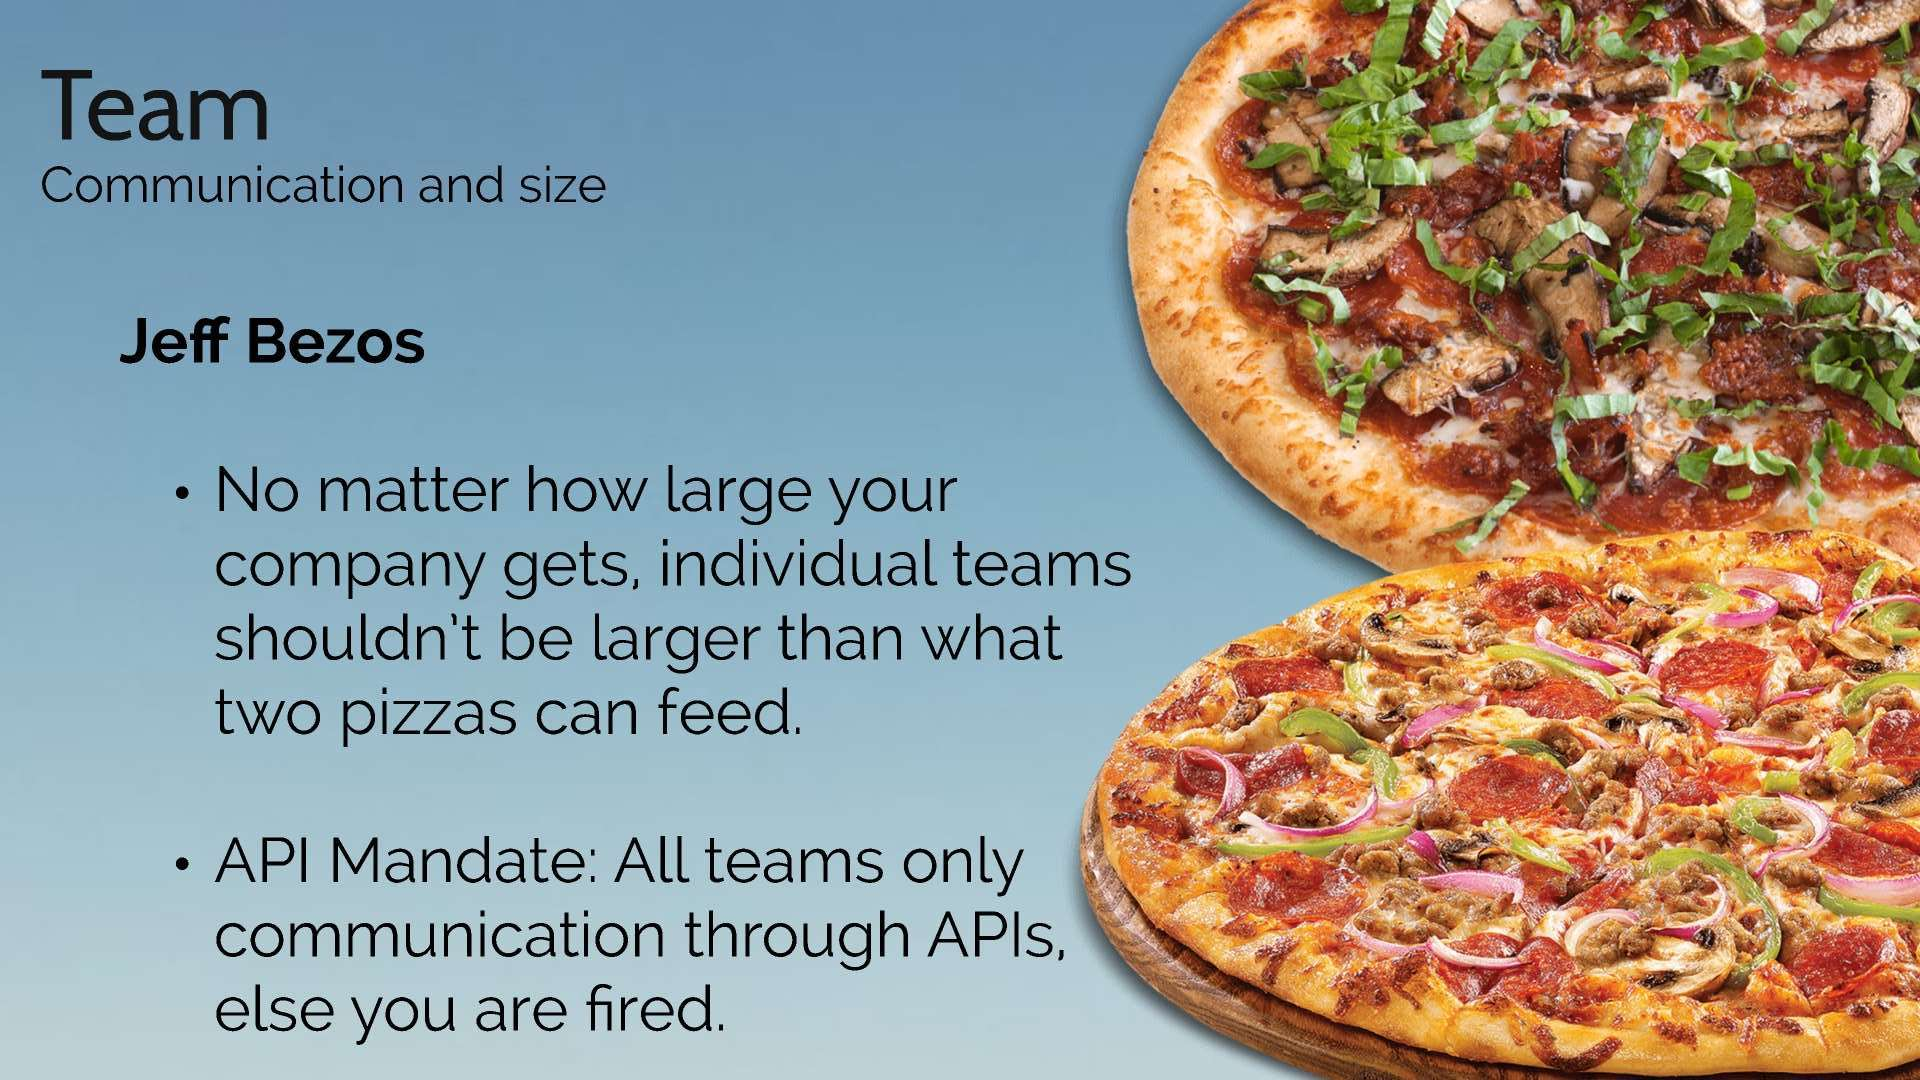 Team
Communication and size
Jeff Bezos
• No matter how large your
company gets, individual teams
shouldn't be larger than what
two pizzas can feed.
• API Mandate: All teams only
communication through APIs,
else you are fired.